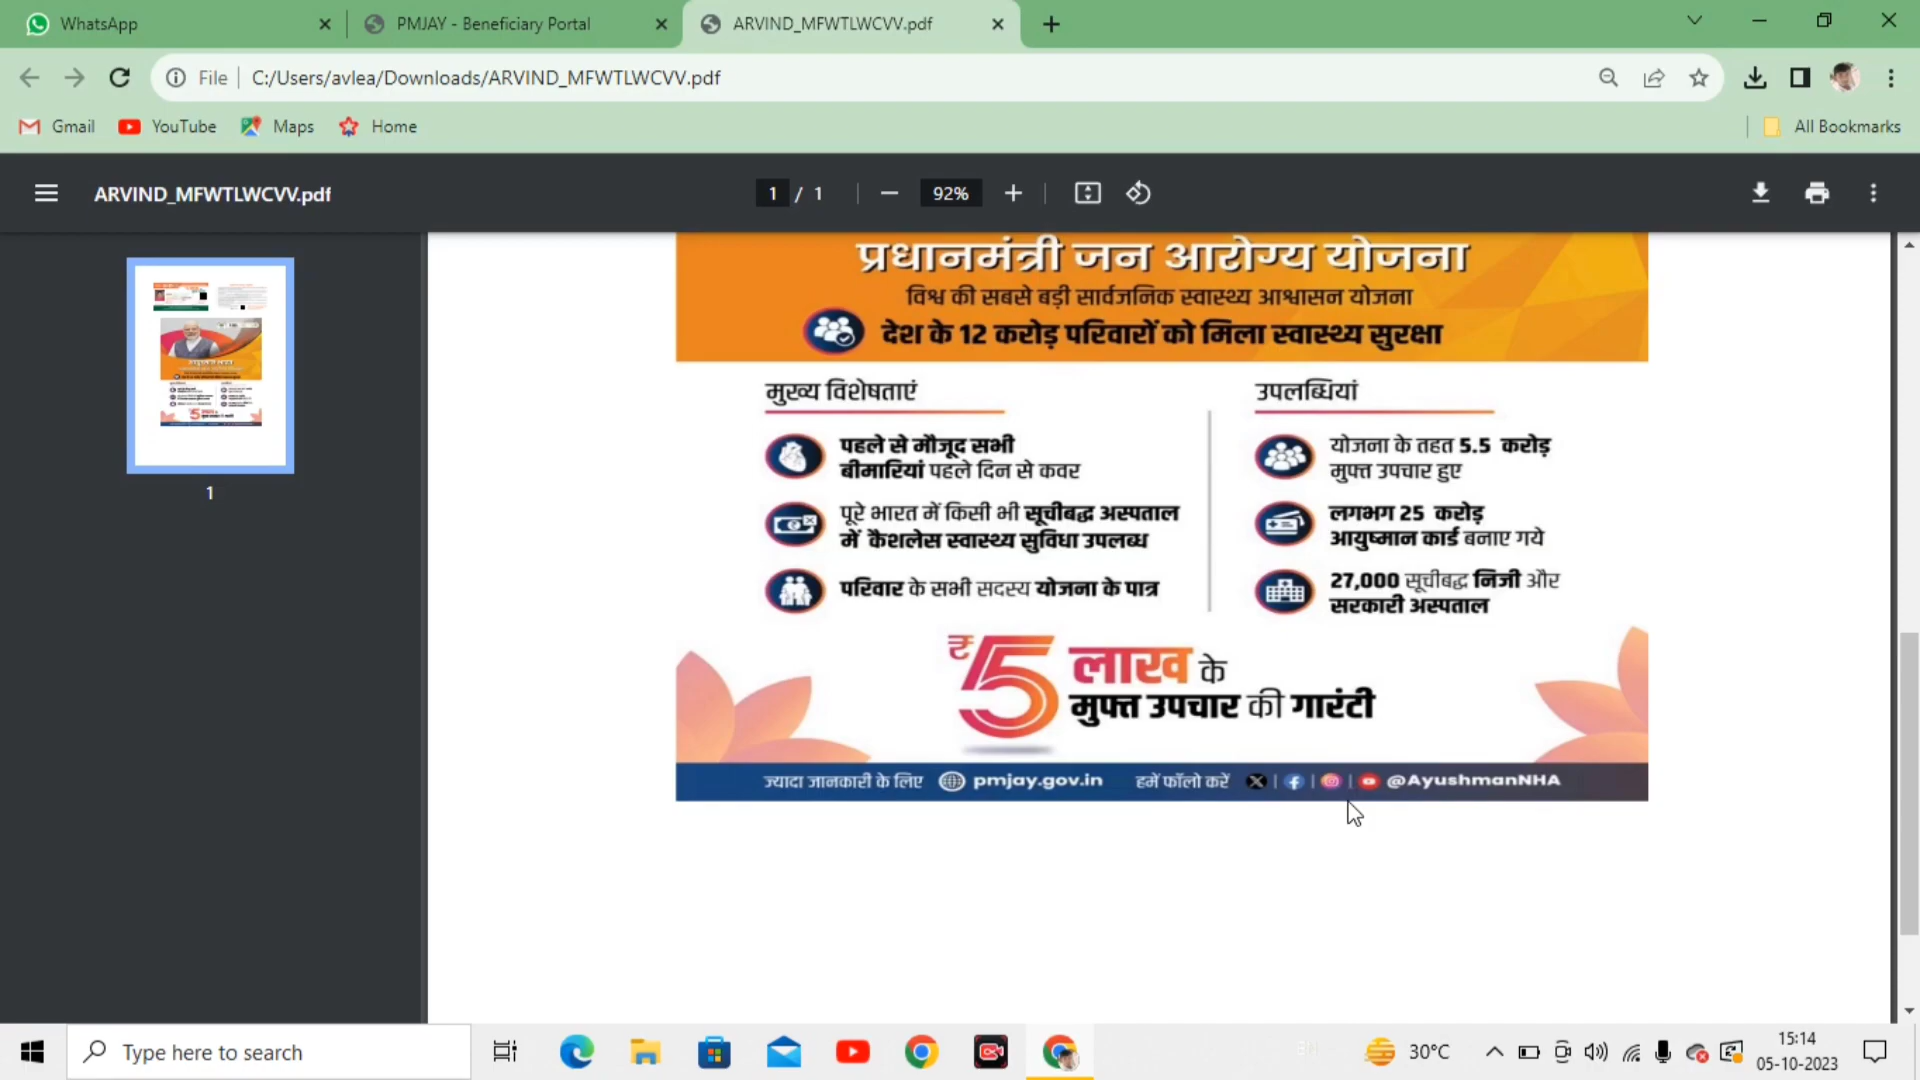 WhatsApp
PMJAY - Beneficiary Portal
ARVIND_MFWTLWCVV.pdf
File
C:/Users/avlea/Downloads/ARVIND_MFWTLWCVV.pdf
Gmail
YouTube
Maps
Home
All Bookmarks
ARVIND_MFWTLWCVV.pdf
1 / 1
92%
1
प्रधानमंत्री जन आरोग्य योजना
विश्व की सबसे बड़ी सार्वजनिक स्वास्थ्य आश्वासन योजना
देश के 12 करोड़ परिवारों को मिला स्वास्थ्य सुरक्षा
मुख्य विशेषताएं
पहले से मौजूद सभी
बीमारियां पहले दिन से कवर
पूरे भारत में किसी भी सूचीबद्ध अस्पताल
में कैशलेस स्वास्थ्य सुविधा उपलब्ध
परिवार के सभी सदस्य योजना के पात्र
उपलब्धियां
योजना के तहत 5.5 करोड़
मुफ्त उपचार हुए
लगभग 25 करोड़
आयुष्मान कार्ड बनाए गये
27,000 सूचीबद्ध निजी और
सरकारी अस्पताल
₹5 लाख के
मुफ्त उपचार की गारंटी
ज्यादा जानकारी के लिए pmjay.gov.in हमें फॉलो करें @AyushmanNHA
Type here to search
30°C
15:14
05-10-2023